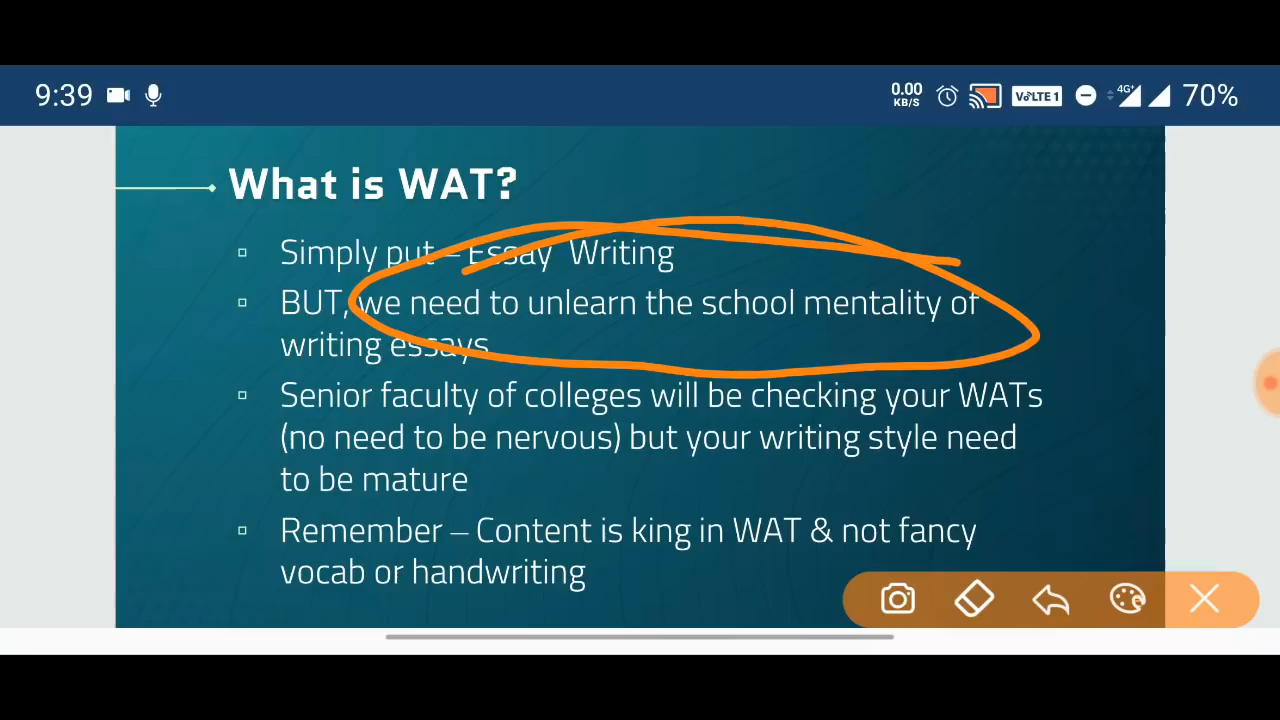 9:39
0.00
KB/S
VoLTE 1
4G+
70%
What is WAT?
Simply put – Essay Writing
BUT, we need to unlearn the school mentality of
writing essays
Senior faculty of colleges will be checking your WATs
(no need to be nervous) but your writing style need
to be mature
Remember – Content is king in WAT & not fancy
vocab or handwriting